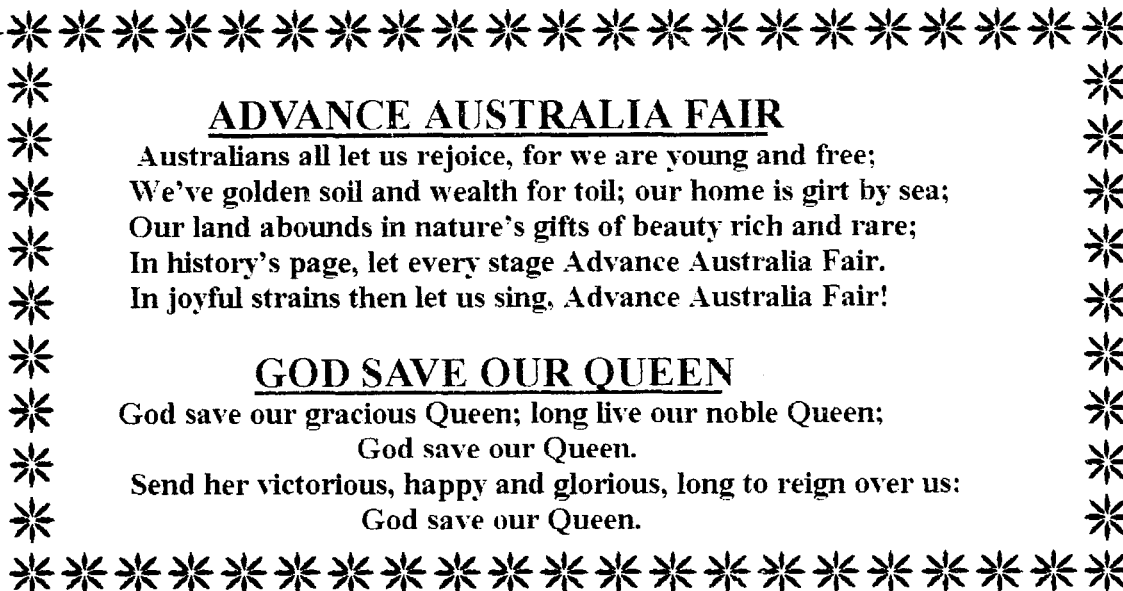 ADVANCE AUSTRALIA FAIR
Australians all let us rejoice, for we are young and free;
We've golden soil and wealth for toil; our home is girt by sea;
Our land abounds in nature's gifts of beauty rich and rare;
In history's page, let every stage Advance Australia Fair.
In joyful strains then let us sing, Advance Australia Fair!
GOD SAVE OUR QUEEN
God save our gracious Queen; long live our noble Queen;
God save our Queen.
Send her victorious, happy and glorious, long to reign over us:
God save our Queen.